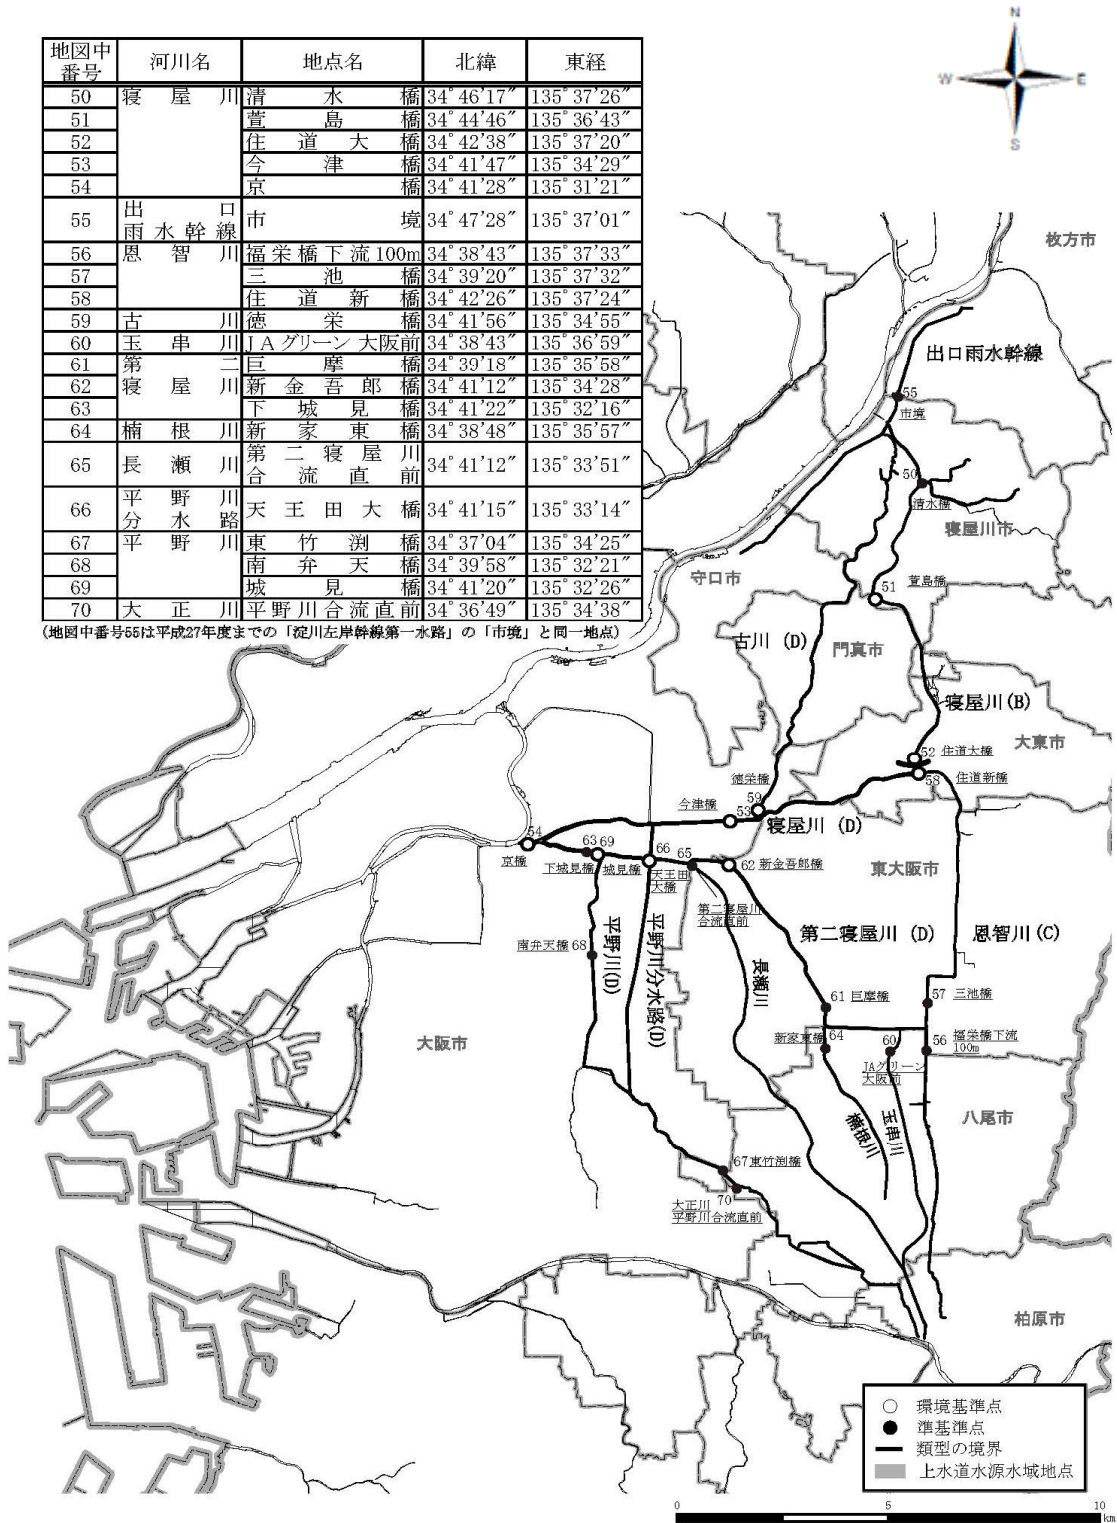 N
W E
S
地図中番号 河川名 地点名 北緯 東経
50 寝屋川 清水橋 34°46'17" 135°37'26"
51 萱島橋 34°44'46" 135°36'43"
52 住道大橋 34°42'38" 135°37'20"
53 今津橋 34°41'47" 135°34'29"
54 京橋 34°41'28" 135°31'21"
55 出口雨水幹線 市境 34°47'28" 135°37'01"
56 恩智川 福栄橋下流100m 34°38'43" 135°37'33"
57 三池橋 34°39'20" 135°37'32"
58 住道新橋 34°42'26" 135°37'24"
59 古川 徳栄橋 34°41'56" 135°34'55"
60 玉串川 JAグリーン大阪前 34°38'43" 135°36'59"
61 第二寝屋川 巨摩橋 34°39'18" 135°35'58"
62 新金吾郎橋 34°41'12" 135°34'28"
63 下城見橋 34°41'22" 135°32'16"
64 楠根川 新家東橋 34°38'48" 135°35'57"
65 長瀬川 第二寝屋川合流直前 34°41'12" 135°33'51"
66 平野川分水路 天王田大橋 34°41'15" 135°33'14"
67 平野川 東竹渕橋 34°37'04" 135°34'25"
68 南弁天橋 34°39'58" 135°32'21"
69 城見橋 34°41'20" 135°32'26"
70 大正川 平野川合流直前 34°36'49" 135°34'38"
(地図中番号55は平成27年度までの「淀川左岸幹線第一水路」の「市境」と同一地点)
枚方市
出口雨水幹線
55
市境
50
清水橋
寝屋川市
守口市
51
萱島橋
古川 (D)
門真市
寝屋川(B)
大東市
52 住道大橋
58 住道新橋
徳栄橋
59
今津橋
53
寝屋川 (D)
54
京橋
63
下城見橋
69
城見橋
66
天王田
大橋
65
第二寝屋川
合流直前
62 新金吾郎橋
東大阪市
第二寝屋川 (D)
恩智川(C)
南弁天橋 68
平野川(D)
平野川分水路(D)
長瀬川
61 巨摩橋
57 三池橋
新家東橋
64
60
JAグリーン
大阪前
56 福栄橋下流
100m
大阪市
八尾市
楠根川
玉串川
67東竹渕橋
70
大正川
平野川合流直前
柏原市
○ 環境基準点
● 準基準点
類型の境界
上水道水源水域地点
0 5 10
km